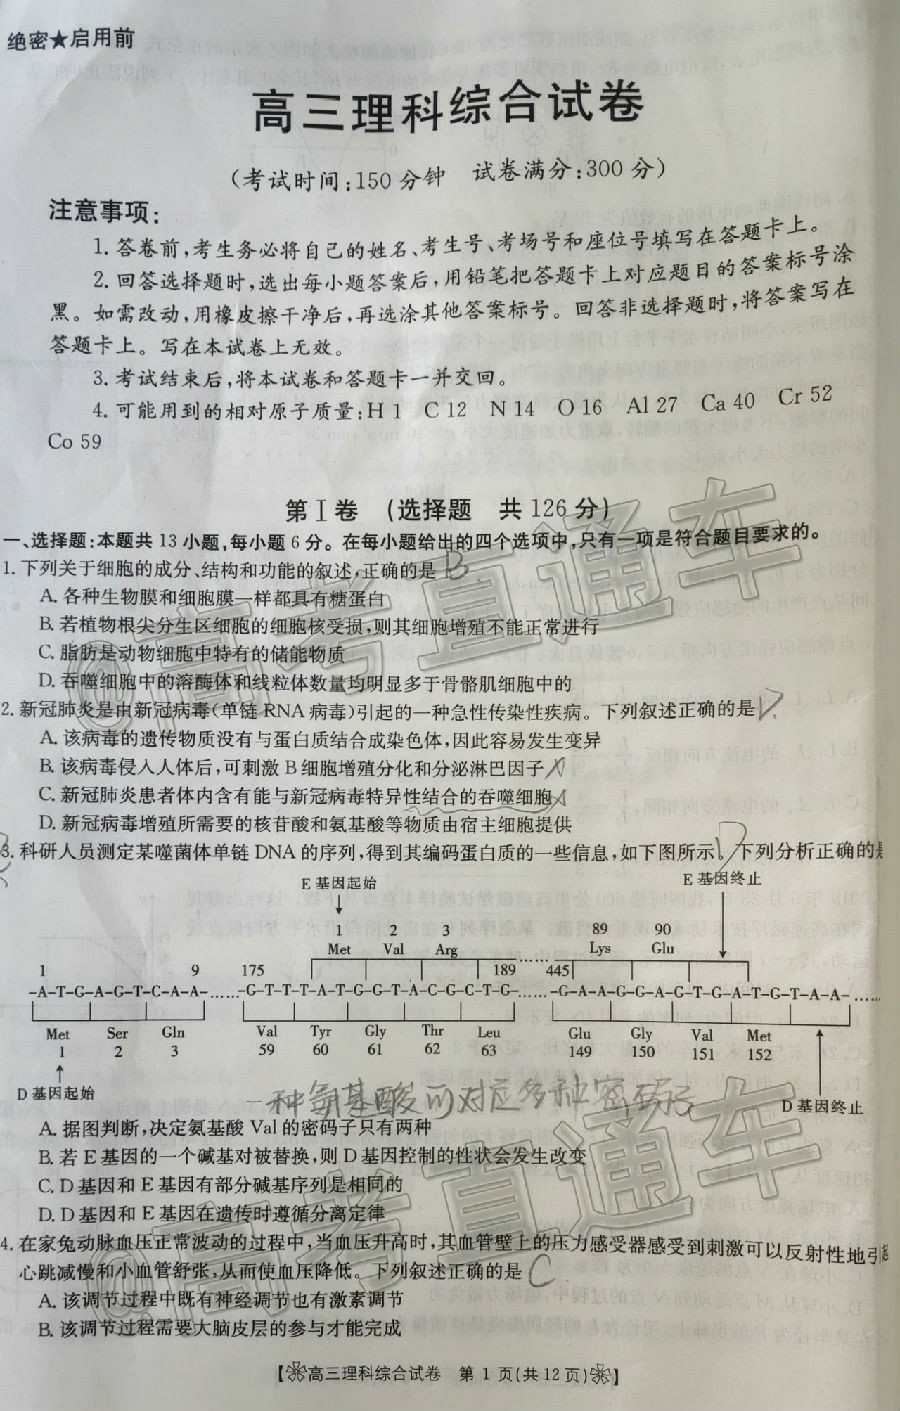 绝密★启用前
高三理科综合试卷
(考试时间:150分钟 试卷满分:300分)
注意事项:
1.答卷前,考生务必将自己的姓名、考生号、考场号和座位号填写在答题卡上。
2.回答选择题时,选出每小题答案后,用铅笔把答题卡上对应题目的答案标号涂
黑。如需改动,用橡皮擦干净后,再选涂其他答案标号。回答非选择题时,将答案写在
答题卡上。写在本试卷上无效。
3.考试结束后,将本试卷和答题卡一并交回。
4.可能用到的相对原子质量:H 1 C 12 N 14 O 16 Al 27 Ca 40 Cr 52
Co 59
第Ⅰ卷 (选择题 共126分)
一、选择题:本题共13小题,每小题6分。在每小题给出的四个选项中,只有一项是符合题目要求的。
1.下列关于细胞的成分、结构和功能的叙述,正确的是 B
A.各种生物膜和细胞膜一样都具有糖蛋白
B.若植物根尖分生区细胞的细胞核受损,则其细胞增殖不能正常进行
C.脂肪是动物细胞中特有的储能物质
D.吞噬细胞中的溶酶体和线粒体数量均明显多于骨骼肌细胞中的
2.新冠肺炎是由新冠病毒(单链RNA病毒)引起的一种急性传染性疾病。下列叙述正确的是 D
A.该病毒的遗传物质没有与蛋白质结合成染色体,因此容易发生变异
B.该病毒侵入人体后,可刺激B细胞增殖分化和分泌淋巴因子
C.新冠肺炎患者体内含有能与新冠病毒特异性结合的吞噬细胞
D.新冠病毒增殖所需要的核苷酸和氨基酸等物质由宿主细胞提供
3.科研人员测定某噬菌体单链DNA的序列,得到其编码蛋白质的一些信息,如下图所示。下列分析正确的是
E基因起始 E基因终止
1 2 3 89 90
Met Val Arg Lys Glu
1 9 175 189 445
-A-T-G-A-G-T-C-A-A-……-G-T-T-T-A-T-G-G-T-A-C-G-C-T-G-……-G-A-A-G-G-A-G-T-G-A-T-G-T-A-A-……
Met Ser Gln Val Tyr Gly Thr Leu Glu Gly Val Met
1 2 3 59 60 61 62 63 149 150 151 152
D基因起始 D基因终止
一种氨基酸可对应多种密码子
A.据图判断,决定氨基酸Val的密码子只有两种
B.若E基因的一个碱基对被替换,则D基因控制的性状会发生改变
C.D基因和E基因有部分碱基序列是相同的
D.D基因和E基因在遗传时遵循分离定律
4.在家兔动脉血压正常波动的过程中,当血压升高时,其血管壁上的压力感受器感受到刺激可以反射性地引起
心跳减慢和小血管舒张,从而使血压降低。下列叙述正确的是 C
A.该调节过程中既有神经调节也有激素调节
B.该调节过程需要大脑皮层的参与才能完成
【高三理科综合试卷 第1页(共12页)】
@高考直通车
@高考直通车